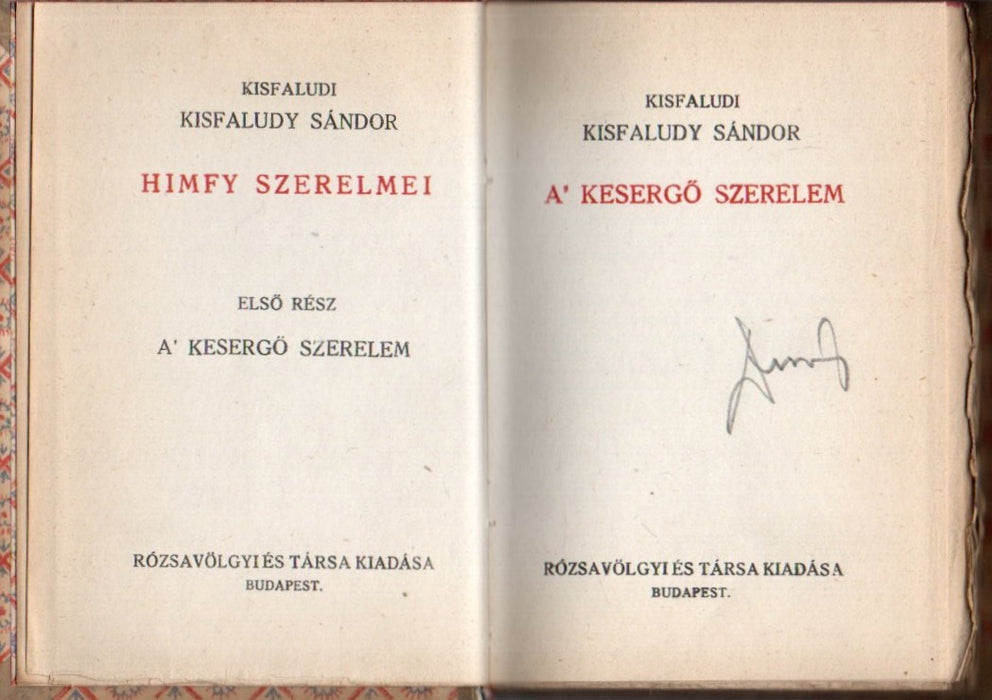 KISFALUDI
KISFALUDY SÁNDOR
HIMFY SZERELMEI
ELSŐ RÉSZ
A' KESERGŐ SZERELEM
RÓZSAVÖLGYI ÉS TÁRSA KIADÁSA
BUDAPEST.
KISFALUDI
KISFALUDY SÁNDOR
A' KESERGŐ SZERELEM
RÓZSAVÖLGYI ÉS TÁRSA KIADÁSA
BUDAPEST.